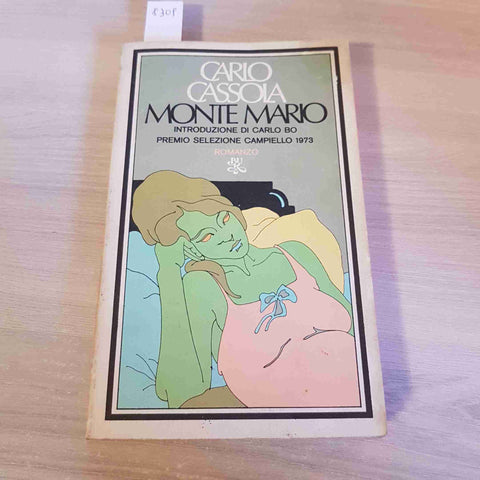 8308
CARLO
CASSOLA
MONTE MARIO
INTRODUZIONE DI CARLO BO
PREMIO SELEZIONE CAMPIELLO 1973
ROMANZO
BUR